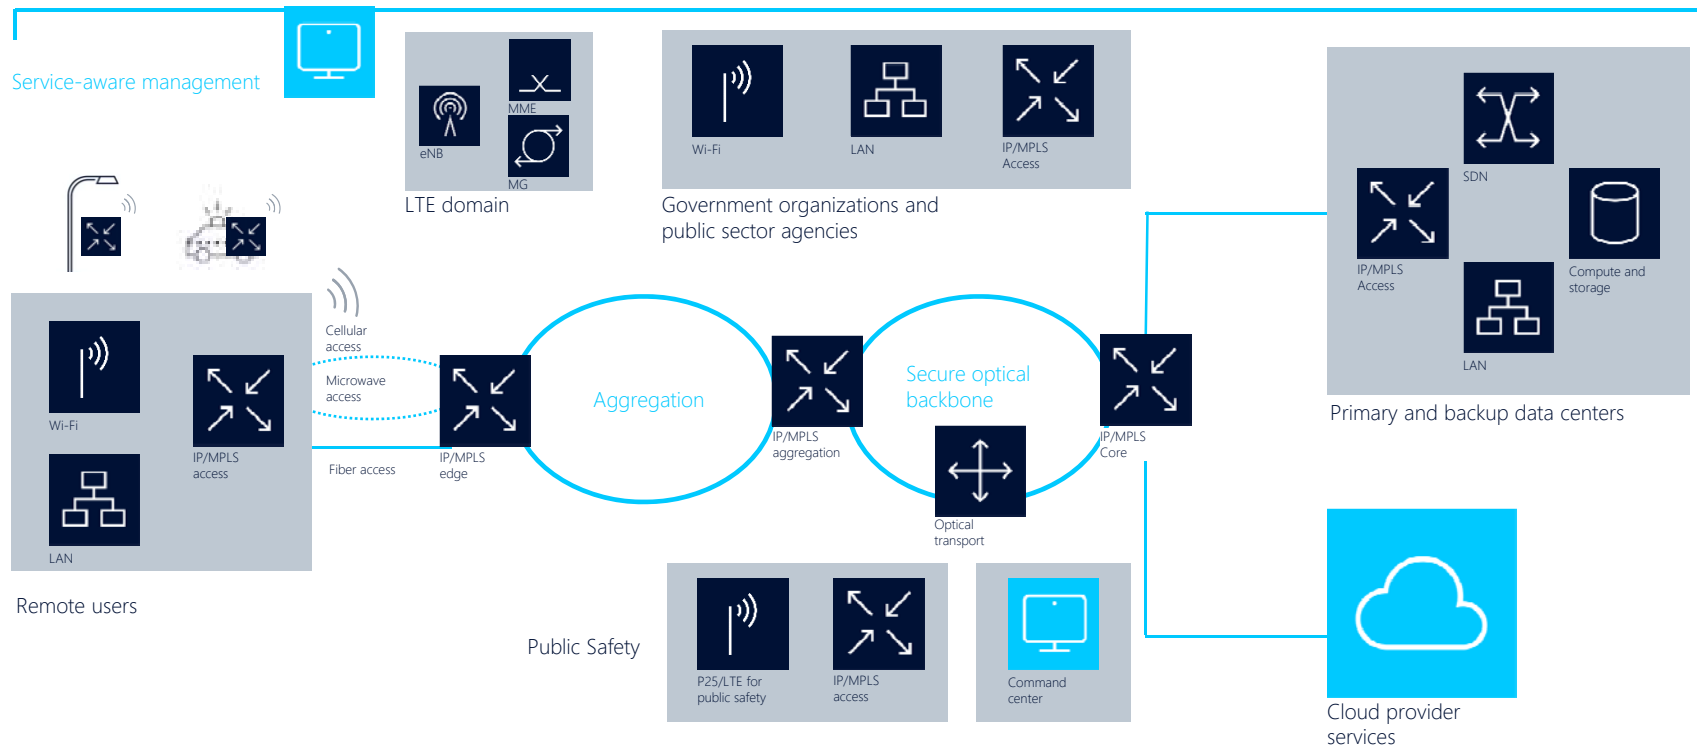 Service-aware management
MME
eNB
MG
LTE domain
Wi-Fi
LAN
IP/MPLS
Access
Government organizations and
public sector agencies
SDN
IP/MPLS
Access
Compute and
storage
LAN
Primary and backup data centers
Wi-Fi
LAN
IP/MPLS
access
Remote users
Cellular
access
Microwave
access
Fiber access
IP/MPLS
edge
Aggregation
IP/MPLS
aggregation
Secure optical
backbone
Optical
transport
IP/MPLS
Core
Public Safety
P25/LTE for
public safety
IP/MPLS
access
Command
center
Cloud provider
services